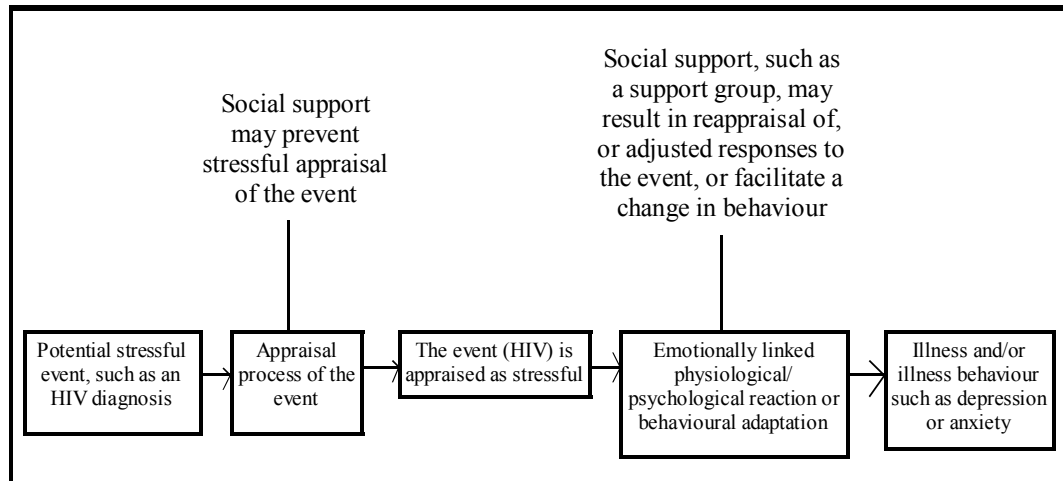 Social support
may prevent
stressful appraisal
of the event
Social support, such as
a support group, may
result in reappraisal of,
or adjusted responses to
the event, or facilitate a
change in behaviour
Potential stressful
event, such as an
HIV diagnosis
Appraisal
process of the
event
The event (HIV) is
appraised as stressful
Emotionally linked
physiological/
psychological reaction or
behavioural adaptation
Illness and/or
illness behaviour
such as depression
or anxiety